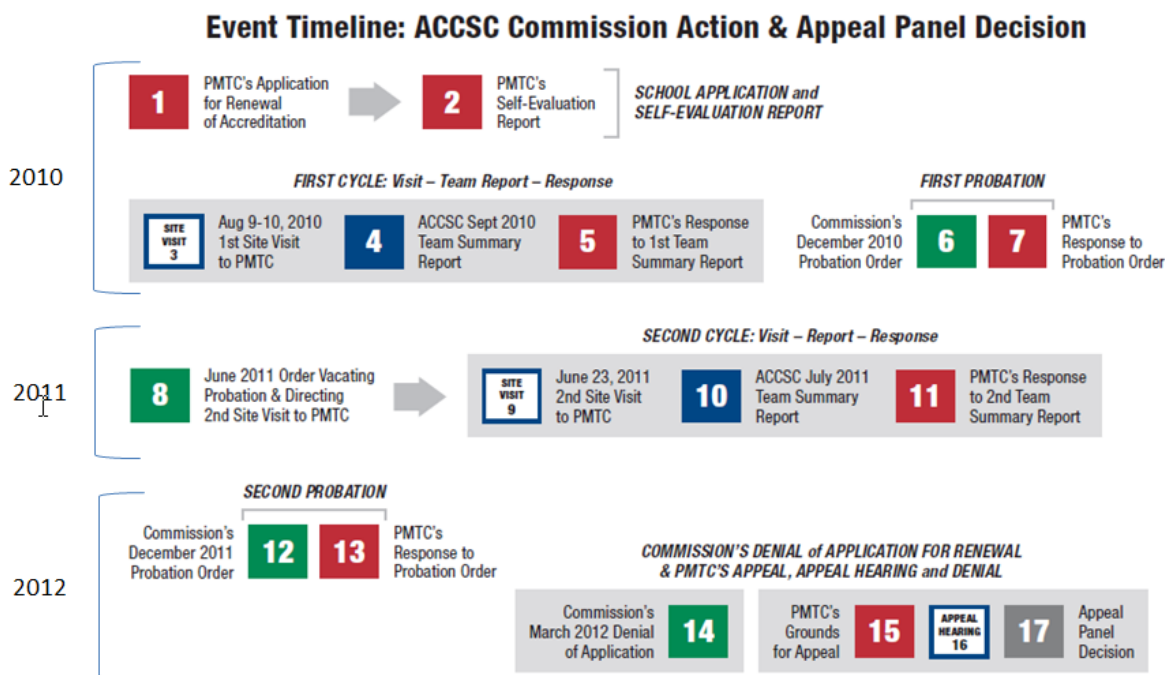 Event Timeline: ACCSC Commission Action & Appeal Panel Decision
2010
1
PMTC's Application
for Renewal
of Accreditation
2
PMTC's
Self-Evaluation
Report
SCHOOL APPLICATION and
SELF-EVALUATION REPORT
FIRST CYCLE: Visit – Team Report – Response
SITE
VISIT
3
Aug 9-10, 2010
1st Site Visit
to PMTC
4
ACCSC Sept 2010
Team Summary
Report
5
PMTC's Response
to 1st Team
Summary Report
FIRST PROBATION
Commission's
December 2010
Probation Order
6
7
PMTC's
Response to
Probation Order
2011
8
June 2011 Order Vacating
Probation & Directing
2nd Site Visit to PMTC
SECOND CYCLE: Visit – Report – Response
SITE
VISIT
9
June 23, 2011
2nd Site Visit
to PMTC
10
ACCSC July 2011
Team Summary
Report
11
PMTC's Response
to 2nd Team
Summary Report
2012
SECOND PROBATION
Commission's
December 2011
Probation Order
12
13
PMTC's
Response to
Probation Order
COMMISSION'S DENIAL of APPLICATION FOR RENEWAL
& PMTC'S APPEAL, APPEAL HEARING and DENIAL
Commission's
March 2012 Denial
of Application
14
PMTC's
Grounds
for Appeal
15
APPEAL
HEARING
16
17
Appeal
Panel
Decision